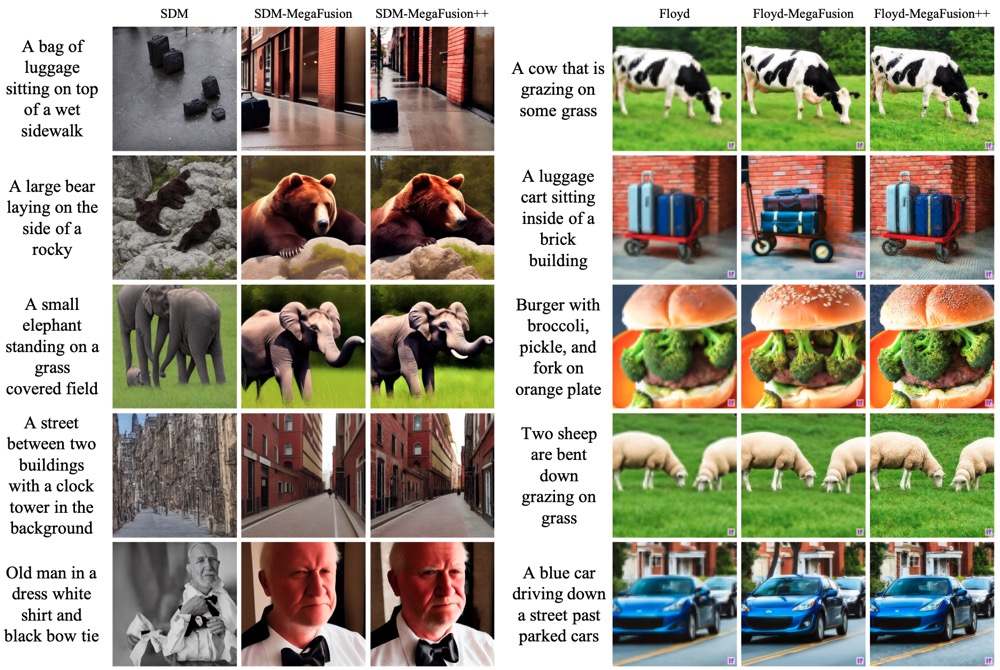 SDM
SDM-MegaFusion
SDM-MegaFusion++
A bag of
luggage
sitting on top
of a wet
sidewalk
A large bear
laying on the
side of a
rocky
A small
elephant
standing on a
grass
covered field
A street
between two
buildings
with a clock
tower in the
background
Old man in a
dress white
shirt and
black bow tie
Floyd
Floyd-MegaFusion
Floyd-MegaFusion++
A cow that is
grazing on
some grass
A luggage
cart sitting
inside of a
brick
building
Burger with
broccoli,
pickle, and
fork on
orange plate
Two sheep
are bent
down
grazing on
grass
A blue car
driving down
a street past
parked cars